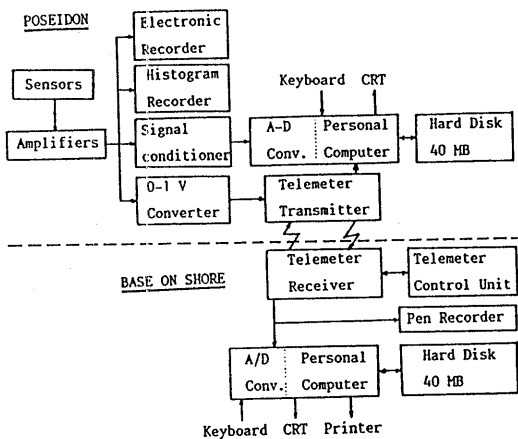 POSEIDON
Electronic
Recorder
Histogram
Recorder
Sensors
Keyboard CRT
Amplifiers
Signal
conditioner
A-D
Conv.
Personal
Computer
Hard Disk
40 MB
0-1 V
Converter
Telemeter
Transmitter
BASE ON SHORE
Telemeter
Receiver
Telemeter
Control Unit
Pen Recorder
A/D
Conv.
Personal
Computer
Hard Disk
40 MB
Keyboard CRT Printer